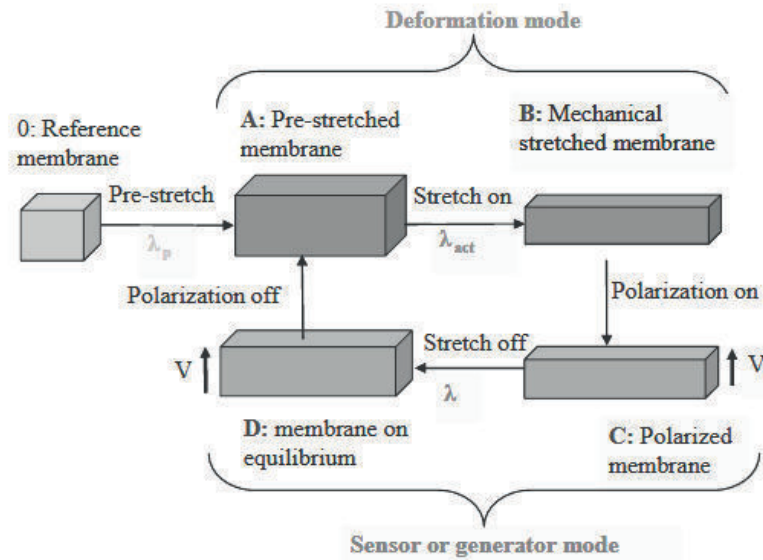 Deformation mode
0: Reference
membrane
A: Pre-stretched
membrane
B: Mechanical
stretched membrane
Pre-stretch
λp
Stretch on
λact
Polarization off
Polarization on
V
Stretch off
λ
V
D: membrane on
equilibrium
C: Polarized
membrane
Sensor or generator mode